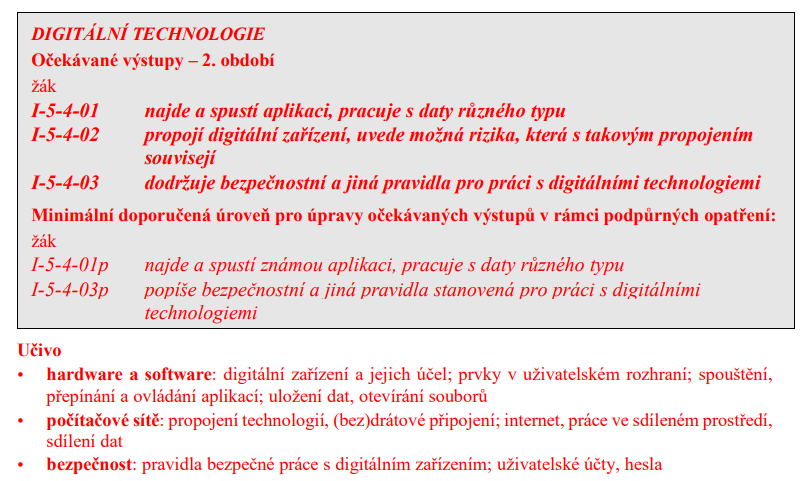 DIGITÁLNÍ TECHNOLOGIE
Očekávané výstupy – 2. období
žák
I-5-4-01 najde a spustí aplikaci, pracuje s daty různého typu
I-5-4-02 propojí digitální zařízení, uvede možná rizika, která s takovým propojením
souvisejí
I-5-4-03 dodržuje bezpečnostní a jiná pravidla pro práci s digitálními technologiemi
Minimální doporučená úroveň pro úpravy očekávaných výstupů v rámci podpůrných opatření:
žák
I-5-4-01p najde a spustí známou aplikaci, pracuje s daty různého typu
I-5-4-03p popíše bezpečnostní a jiná pravidla stanovená pro práci s digitálními
technologiemi
Učivo
• hardware a software: digitální zařízení a jejich účel; prvky v uživatelském rozhraní; spouštění,
přepínání a ovládání aplikací; uložení dat, otevírání souborů
• počítačové sítě: propojení technologií, (bez)drátové připojení; internet, práce ve sdíleném prostředí,
sdílení dat
• bezpečnost: pravidla bezpečné práce s digitálním zařízením; uživatelské účty, hesla